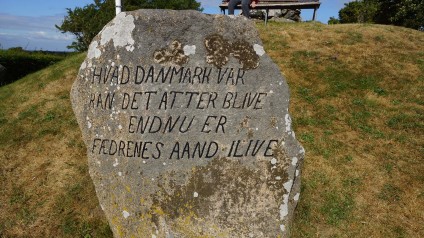 HVAD DANMARK VAR
KAN DET ATTER BLIVE
ENDNU ER
FÆDRENES AAND I LIVE